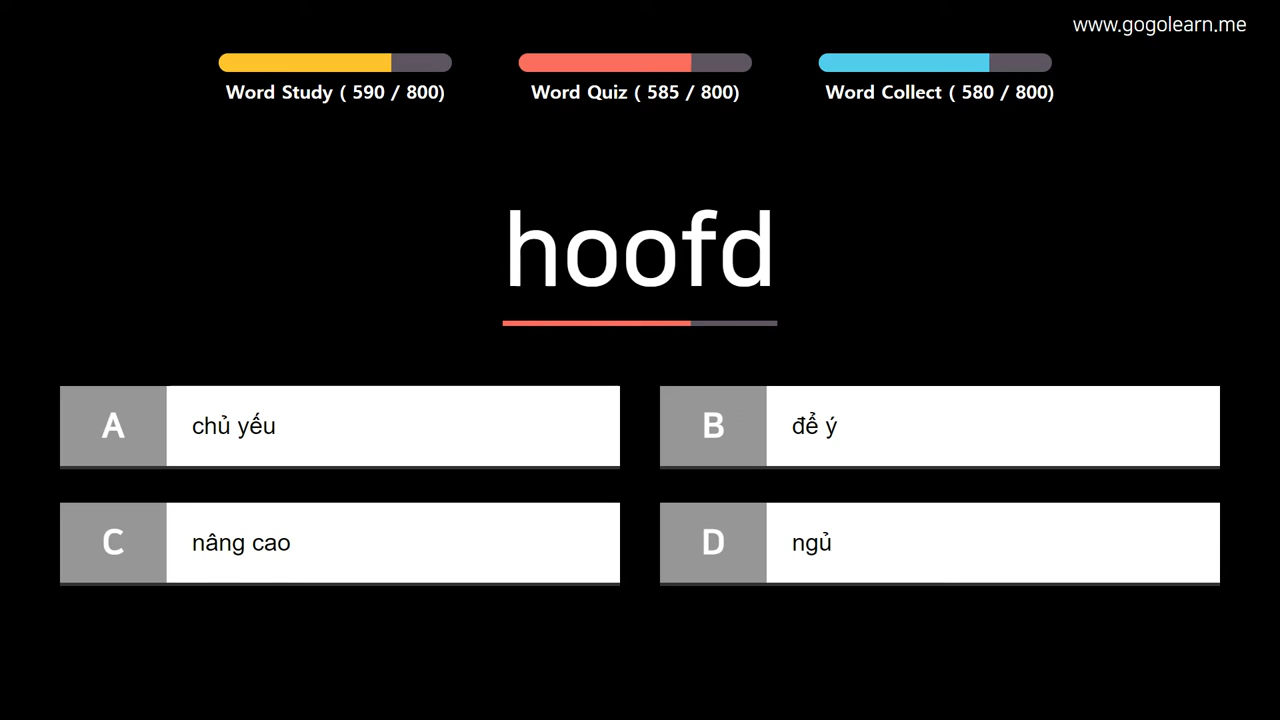 www.gogolearn.me
Word Study ( 590 / 800)
Word Quiz ( 585 / 800)
Word Collect ( 580 / 800)
hoofd
A chủ yếu
B để ý
C nâng cao
D ngủ